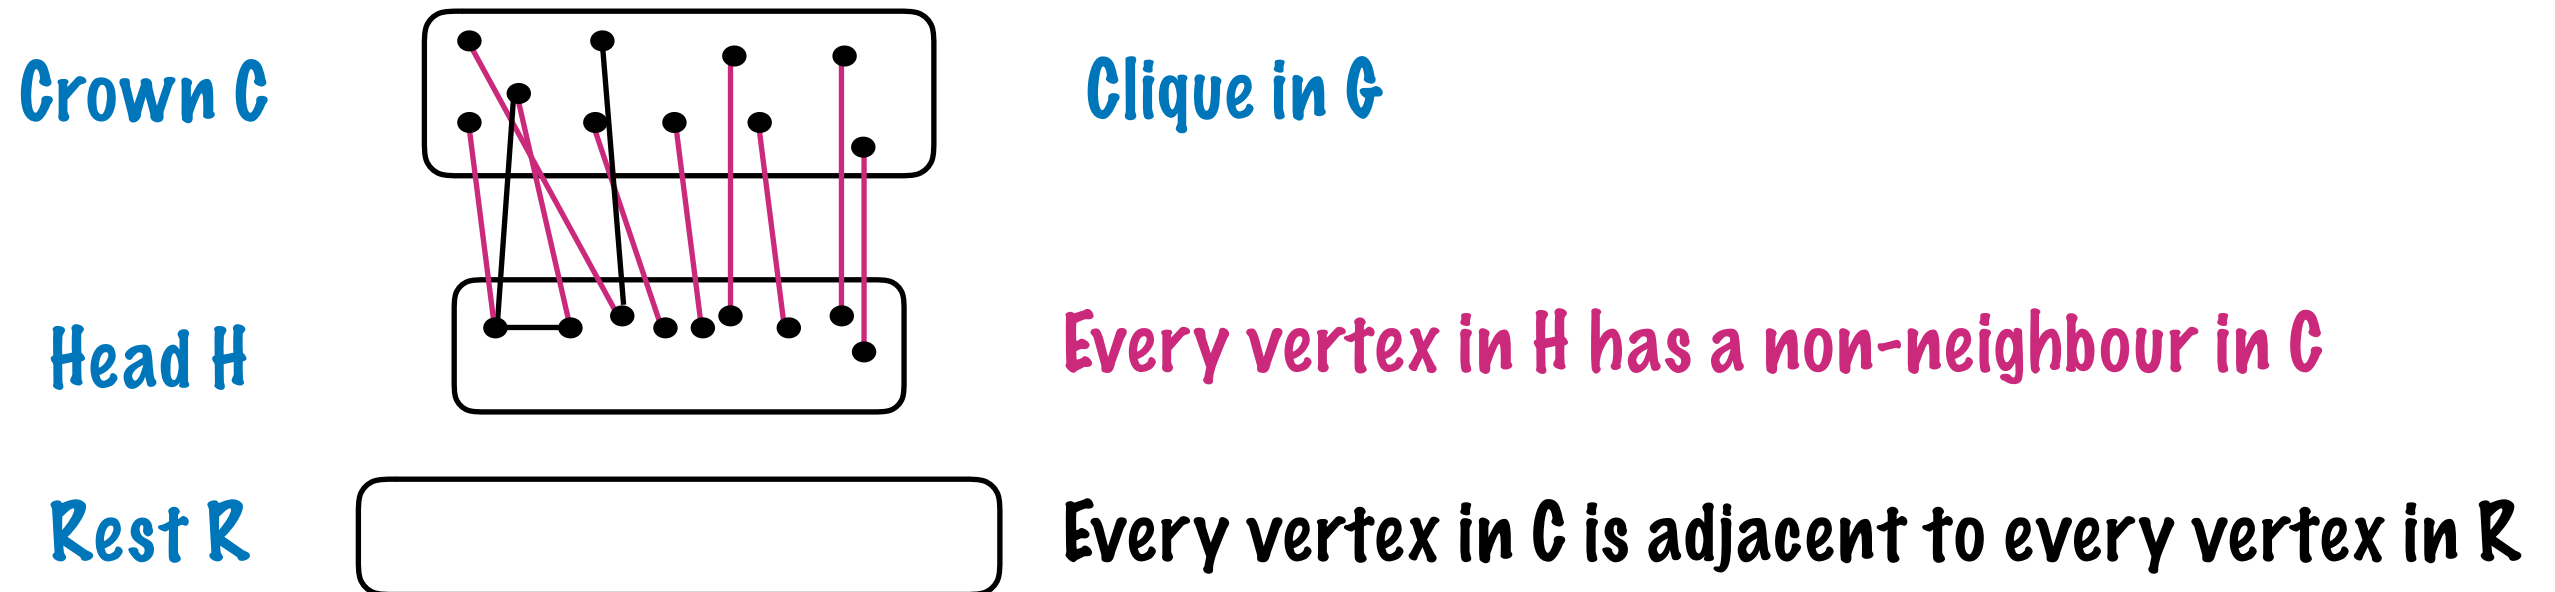 Crown C
Clique in G
Head H
Every vertex in H has a non-neighbour in C
Rest R
Every vertex in C is adjacent to every vertex in R